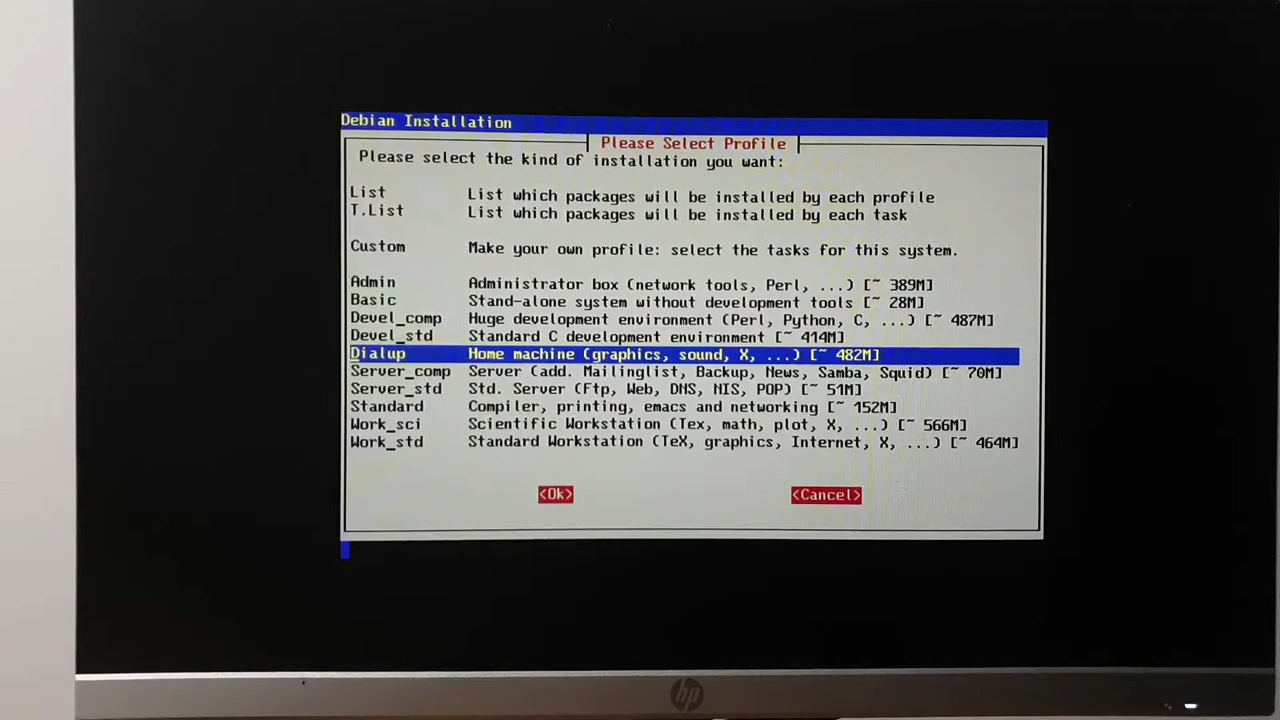 Debian Installation
Please Select Profile
Please select the kind of installation you want:
List List which packages will be installed by each profile
T.List List which packages will be installed by each task
Custom Make your own profile: select the tasks for this system.
Admin Administrator box (network tools, Perl, ...) [~ 389M]
Basic Stand-alone system without development tools [~ 28M]
Devel_comp Huge development environment (Perl, Python, C, ...) [~ 487M]
Devel_std Standard C development environment [~ 414M]
Dialup Home machine (graphics, sound, X, ...) [~ 482M]
Server_comp Server (add. Mailinglist, Backup, News, Samba, Squid) [~ 70M]
Server_std Std. Server (Ftp, Web, DNS, NIS, POP) [~ 51M]
Standard Compiler, printing, emacs and networking [~ 152M]
Work_sci Scientific Workstation (Tex, math, plot, X, ...) [~ 566M]
Work_std Standard Workstation (TeX, graphics, Internet, X, ...) [~ 464M]
<Ok> <Cancel>
hp